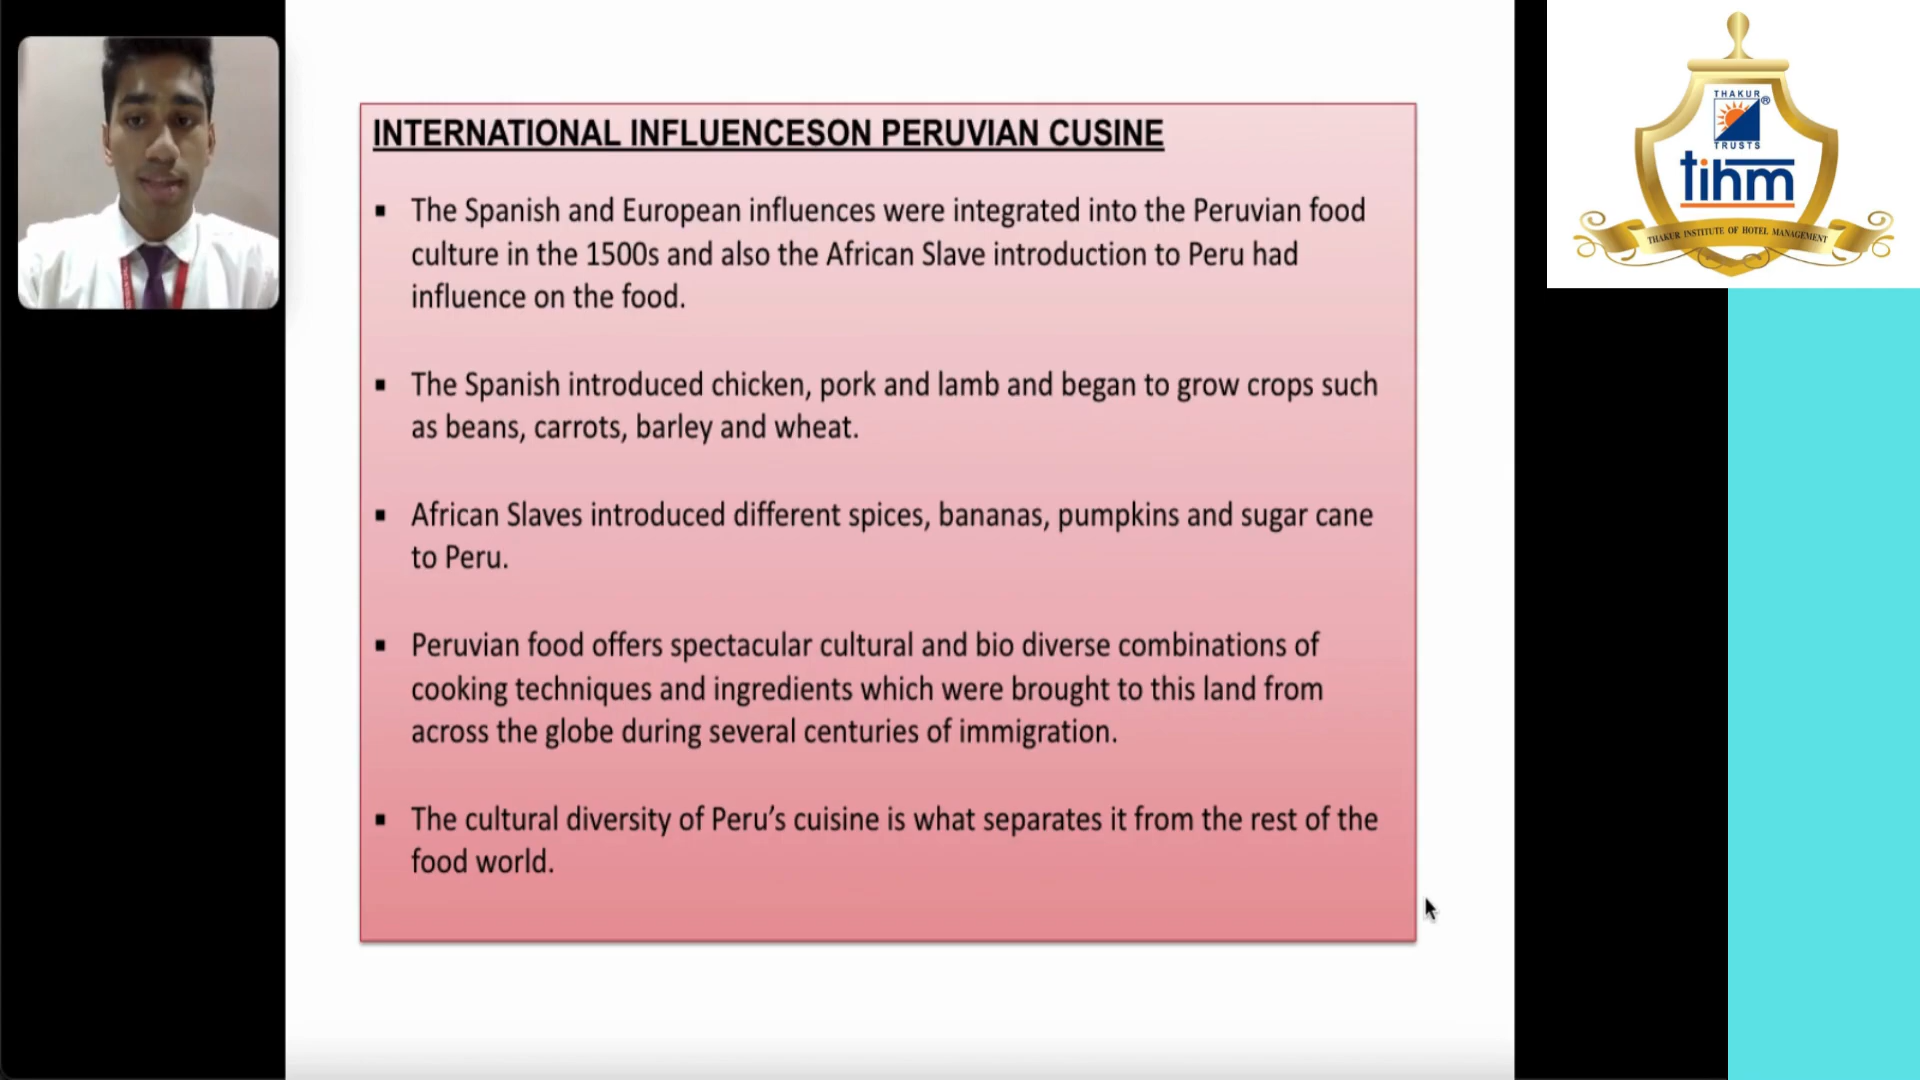 INTERNATIONAL INFLUENCESON PERUVIAN CUSINE
▪ The Spanish and European influences were integrated into the Peruvian food
culture in the 1500s and also the African Slave introduction to Peru had
influence on the food.
▪ The Spanish introduced chicken, pork and lamb and began to grow crops such
as beans, carrots, barley and wheat.
▪ African Slaves introduced different spices, bananas, pumpkins and sugar cane
to Peru.
▪ Peruvian food offers spectacular cultural and bio diverse combinations of
cooking techniques and ingredients which were brought to this land from
across the globe during several centuries of immigration.
▪ The cultural diversity of Peru’s cuisine is what separates it from the rest of the
food world.
THAKUR
®
TRUSTS
tihm
THAKUR INSTITUTE OF HOTEL MANAGEMENT